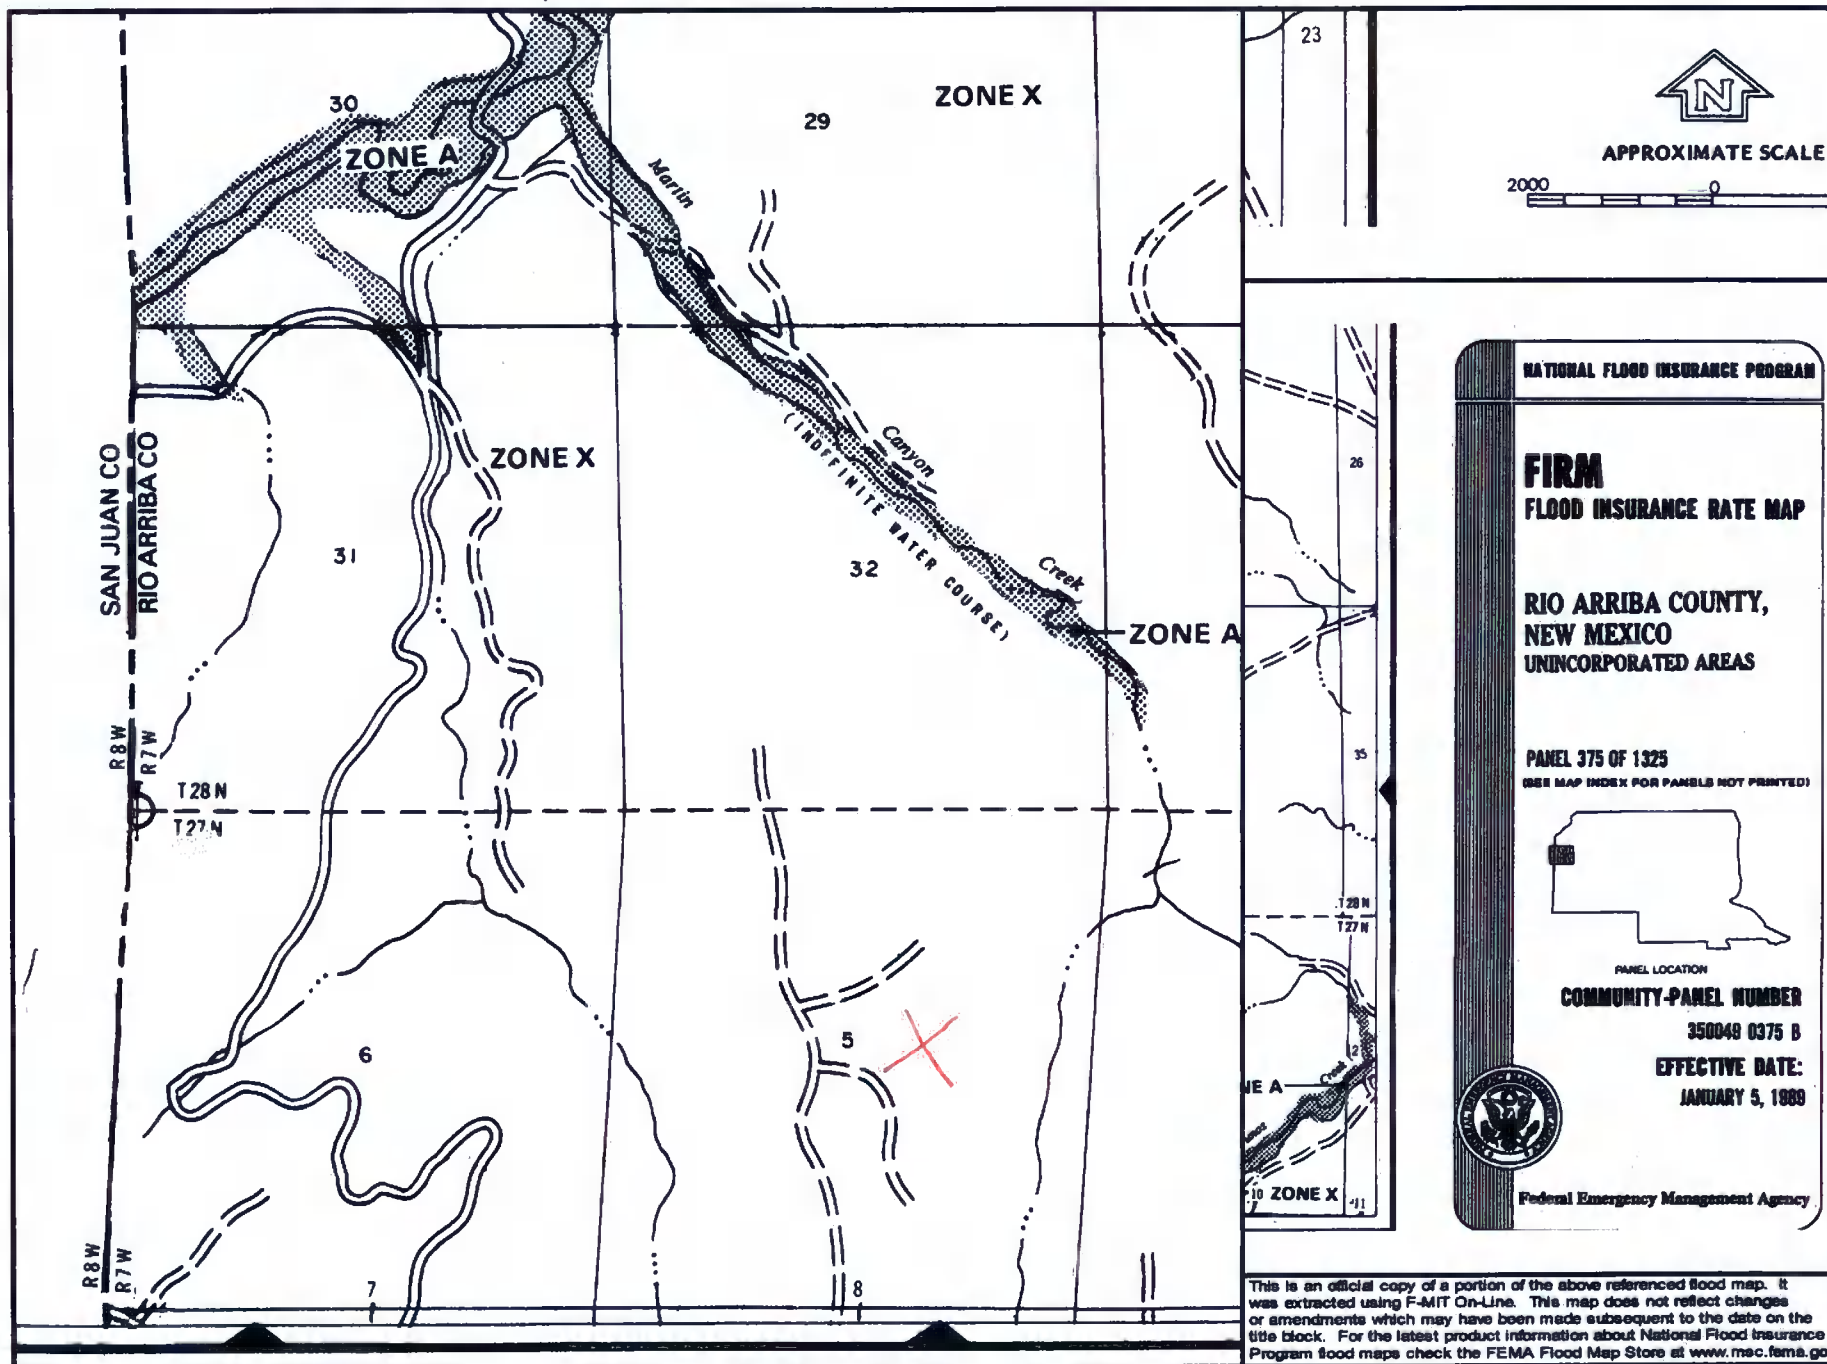 30
ZONE A
ZONE X
29
Martin
SAN JUAN CO
RIO ARRIBA CO
ZONE X
31
Canyon
(INDFFINITE WATER COURSE)
32
Creek
ZONE A
R8W
R7W
T28N
T27N
5
6
R8W
R7W
7
8
23
26
35
T28N
T27N
2
NE A
Creek
10 ZONE X
11
N
APPROXIMATE SCALE
2000
0
NATIONAL FLOOD INSURANCE PROGRAM
FIRM
FLOOD INSURANCE RATE MAP
RIO ARRIBA COUNTY,
NEW MEXICO
UNINCORPORATED AREAS
PANEL 375 OF 1325
(SEE MAP INDEX FOR PANELS NOT PRINTED)
PANEL LOCATION
COMMUNITY-PANEL NUMBER
350049 0375 B
EFFECTIVE DATE:
JANUARY 5, 1989
Federal Emergency Management Agency
This is an official copy of a portion of the above referenced flood map. It
was extracted using F-MIT On-Line. This map does not reflect changes
or amendments which may have been made subsequent to the date on the
title block. For the latest product information about National Flood Insurance
Program flood maps check the FEMA Flood Map Store at www.msc.fema.go